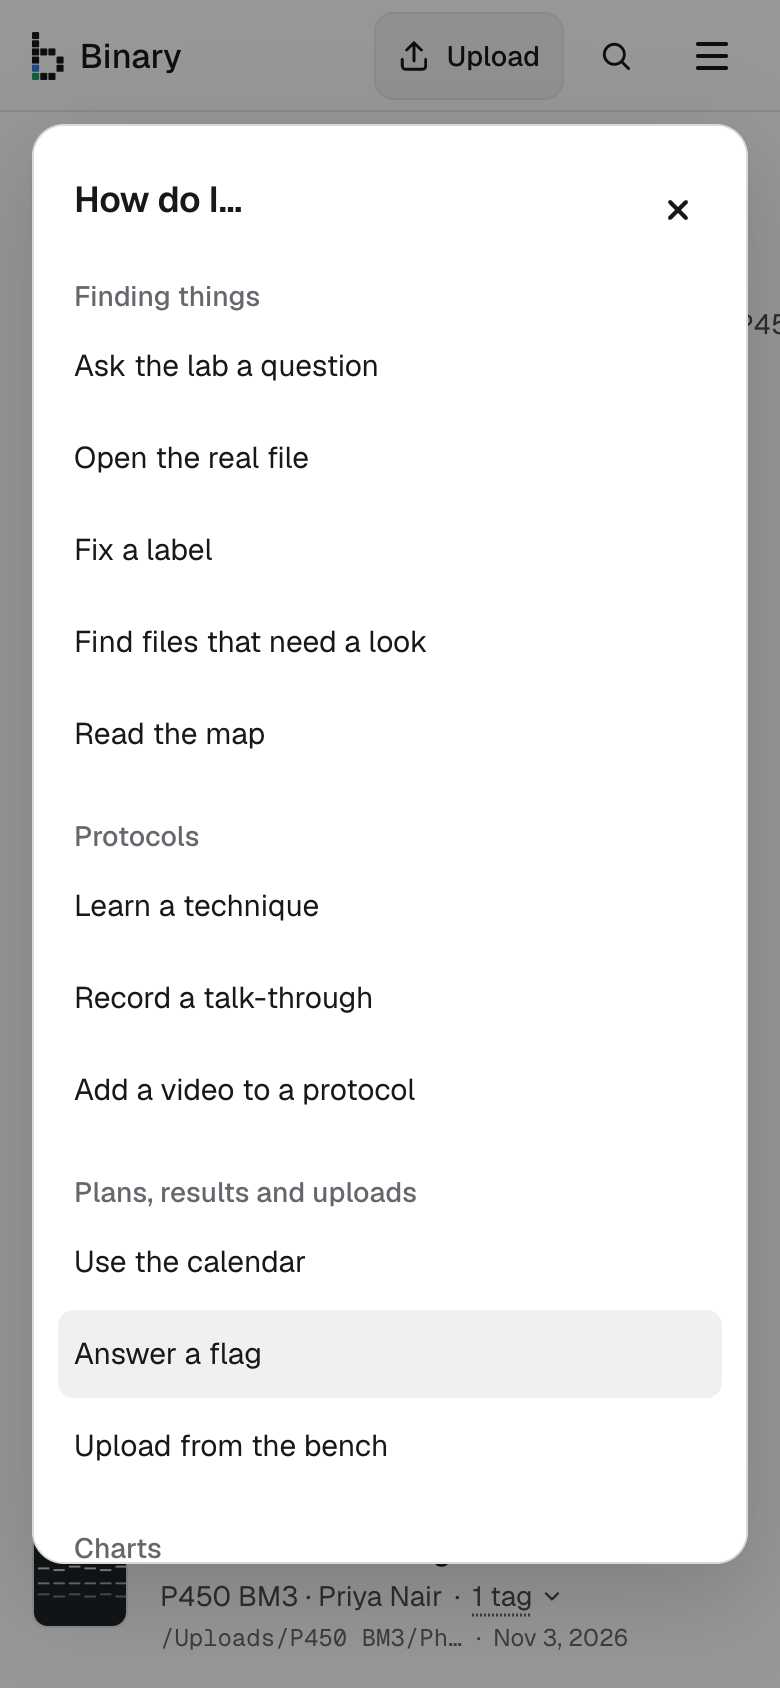 Binary
Upload
How do I...
Finding things
Ask the lab a question
Open the real file
Fix a label
Find files that need a look
Read the map
Protocols
Learn a technique
Record a talk-through
Add a video to a protocol
Plans, results and uploads
Use the calendar
Answer a flag
Upload from the bench
Charts
P450 BM3 · Priya Nair · 1 tag
/Uploads/P450 BM3/Ph… · Nov 3, 2026